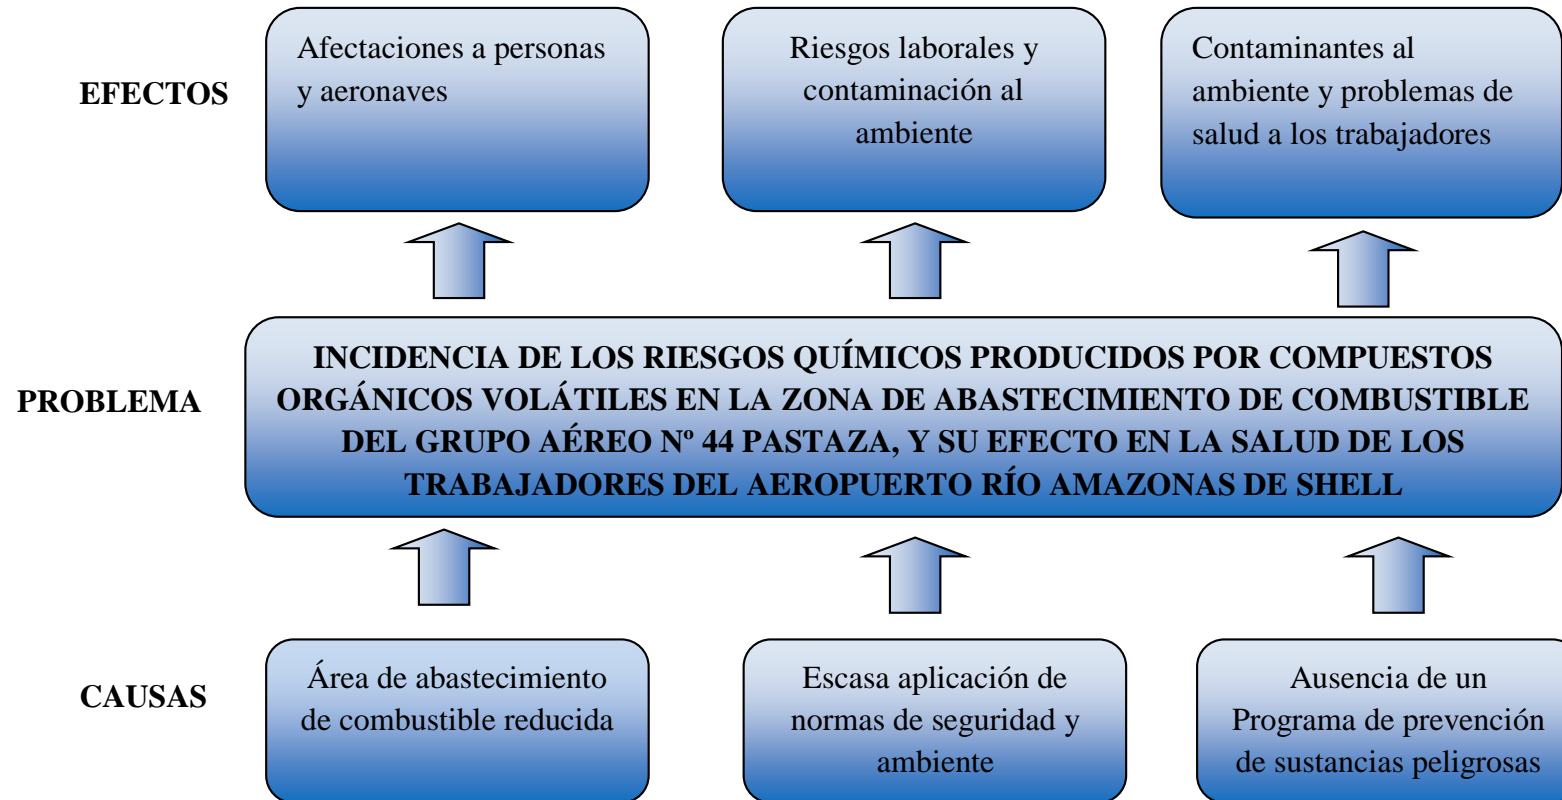 EFECTOS
Afectaciones a personas
y aeronaves
Riesgos laborales y
contaminación al
ambiente
Contaminantes al
ambiente y problemas de
salud a los trabajadores
PROBLEMA
INCIDENCIA DE LOS RIESGOS QUÍMICOS PRODUCIDOS POR COMPUESTOS
ORGÁNICOS VOLÁTILES EN LA ZONA DE ABASTECIMIENTO DE COMBUSTIBLE
DEL GRUPO AÉREO Nº 44 PASTAZA, Y SU EFECTO EN LA SALUD DE LOS
TRABAJADORES DEL AEROPUERTO RÍO AMAZONAS DE SHELL
CAUSAS
Área de abastecimiento
de combustible reducida
Escasa aplicación de
normas de seguridad y
ambiente
Ausencia de un
Programa de prevención
de sustancias peligrosas